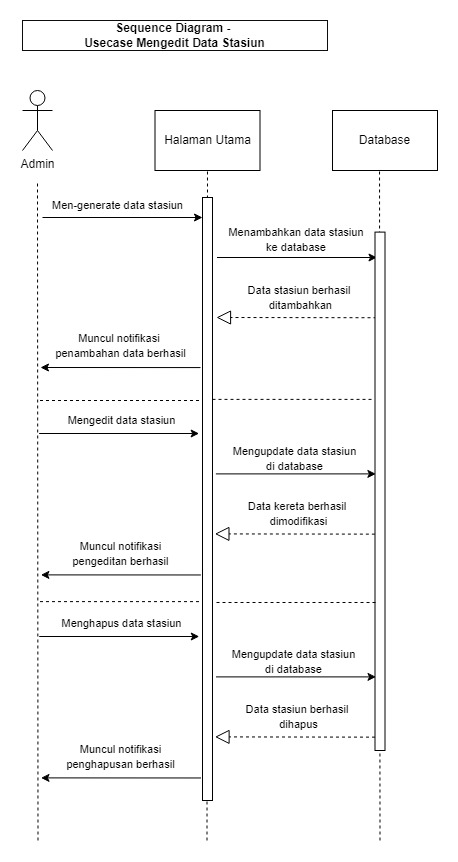 Sequence Diagram -
Usecase Mengedit Data Stasiun
Admin
Halaman Utama
Database
Men-generate data stasiun
Menambahkan data stasiun
ke database
Data stasiun berhasil
ditambahkan
Muncul notifikasi
penambahan data berhasil
Mengedit data stasiun
Mengupdate data stasiun
di database
Data kereta berhasil
dimodifikasi
Muncul notifikasi
pengeditan berhasil
Menghapus data stasiun
Mengupdate data stasiun
di database
Data stasiun berhasil
dihapus
Muncul notifikasi
penghapusan berhasil